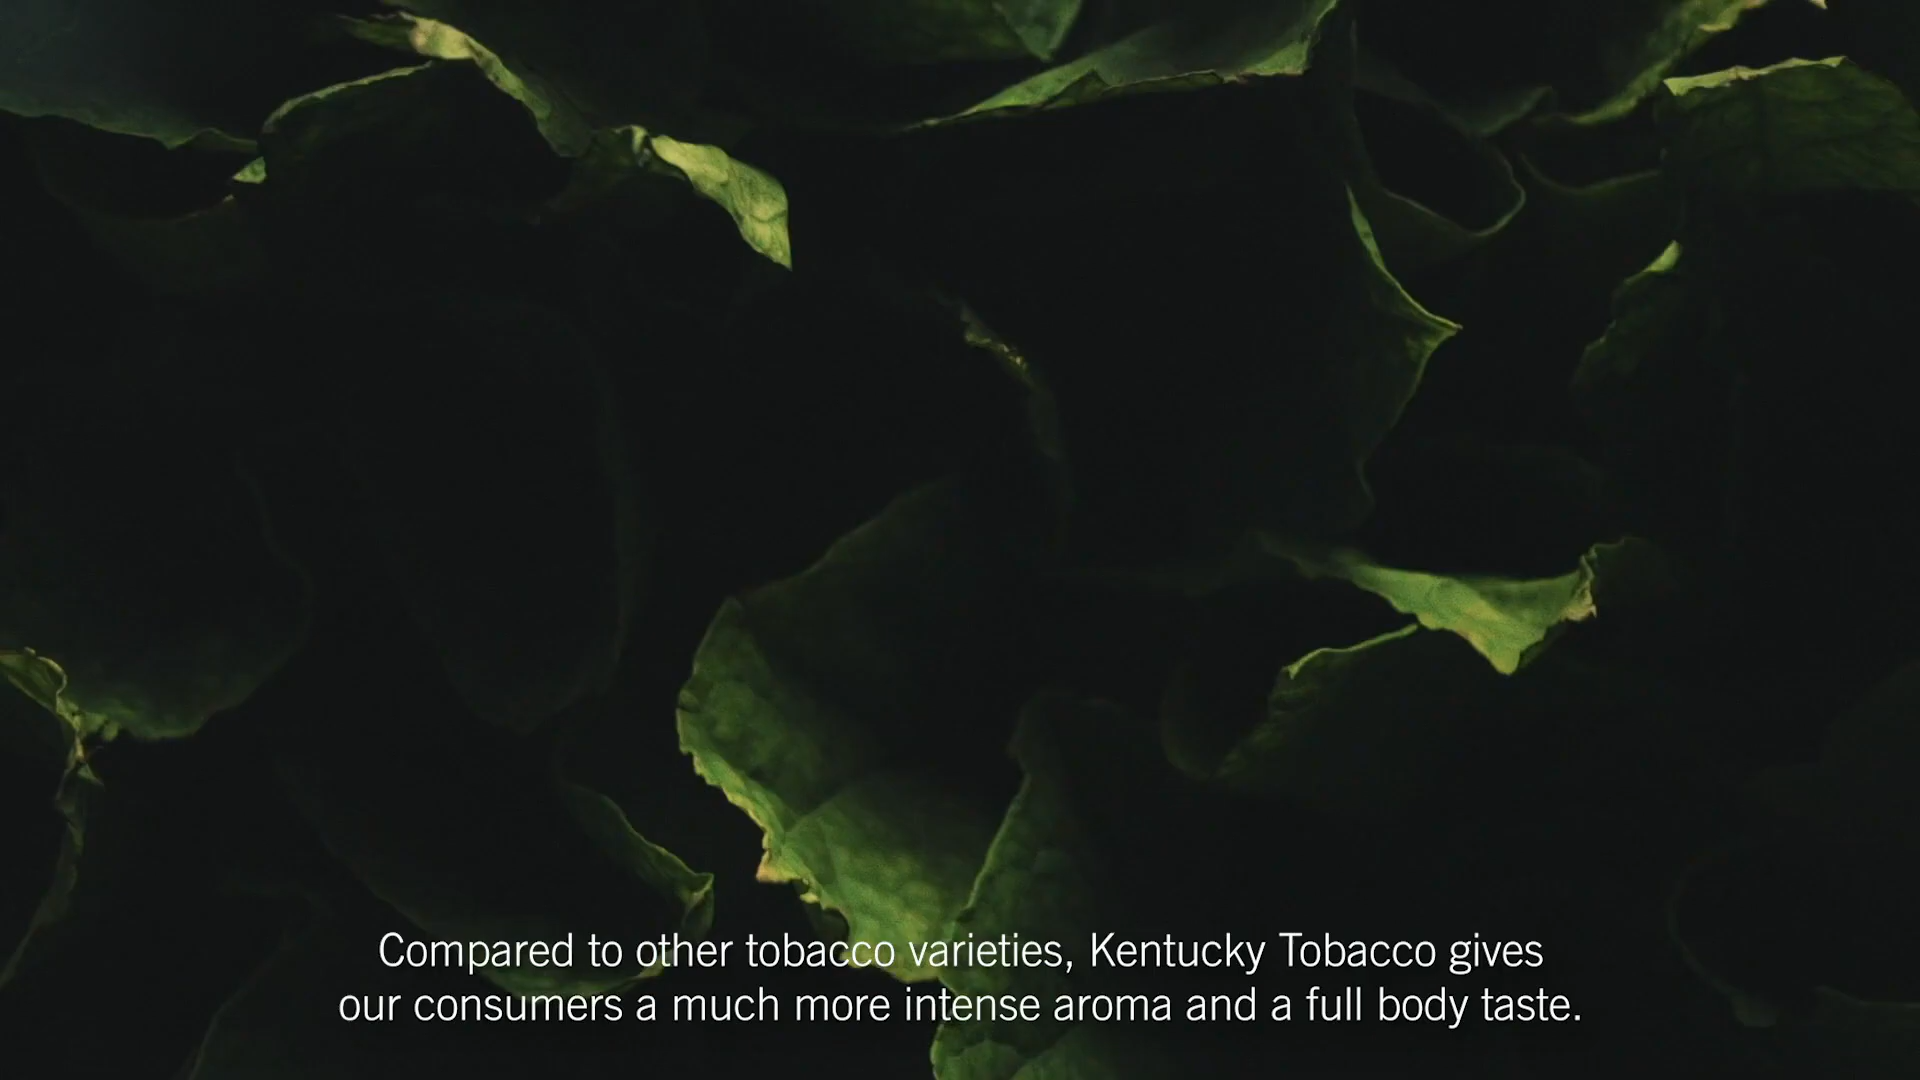 Compared to other tobacco varieties, Kentucky Tobacco gives
our consumers a much more intense aroma and a full body taste.